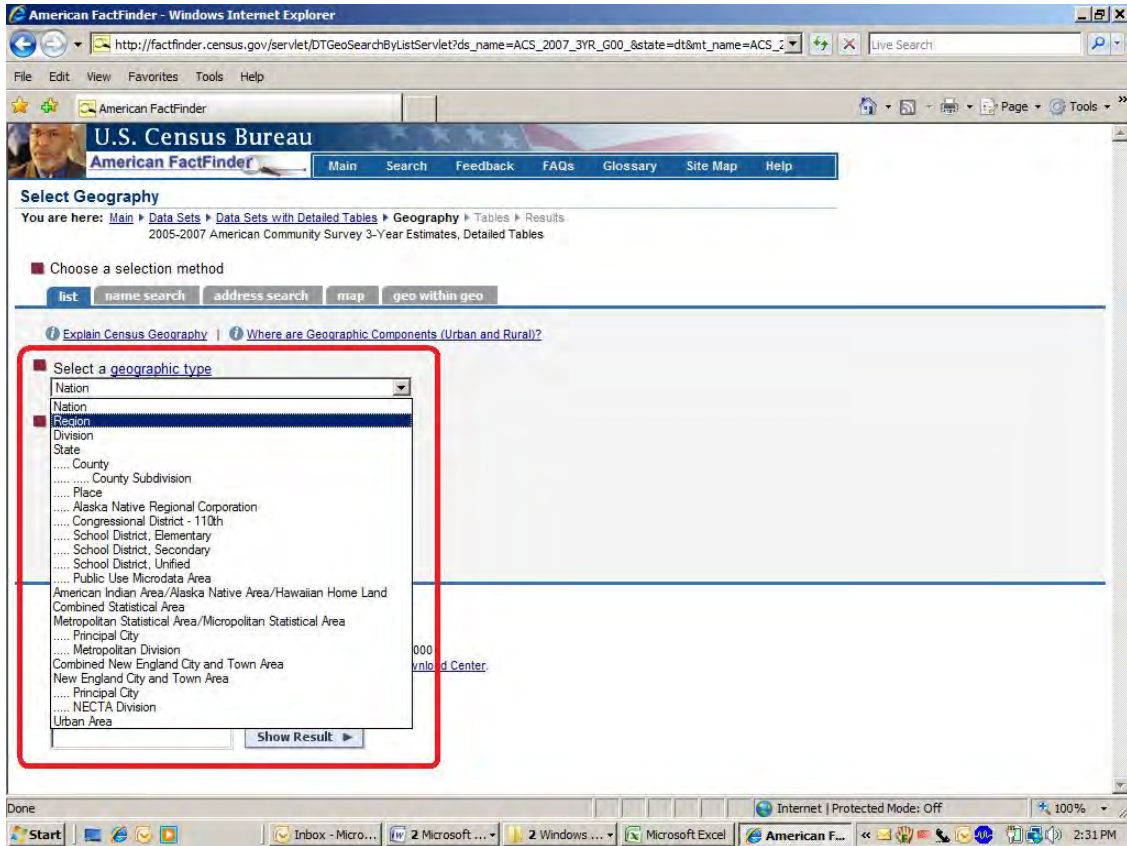 American FactFinder - Windows Internet Explorer
http://factfinder.census.gov/servlet/DTGeoSearchByListServlet?ds_name=ACS_2007_3YR_G00_&state=dt&mt_name=ACS_2
Live Search
File Edit View Favorites Tools Help
American FactFinder
Page Tools
U.S. Census Bureau
American FactFinder
Main Search Feedback FAQs Glossary Site Map Help
Select Geography
You are here: Main Data Sets Data Sets with Detailed Tables Geography Tables Results
2005-2007 American Community Survey 3-Year Estimates, Detailed Tables
Choose a selection method
list name search address search map geo within geo
Explain Census Geography | Where are Geographic Components (Urban and Rural)?
Select a geographic type
Nation
Nation
Region
Division
State
..... County
..... ..... County Subdivision
..... Place
..... Alaska Native Regional Corporation
..... Congressional District - 110th
..... School District, Elementary
..... School District, Secondary
..... School District, Unified
..... Public Use Microdata Area
American Indian Area/Alaska Native Area/Hawaiian Home Land
Combined Statistical Area
Metropolitan Statistical Area/Micropolitan Statistical Area
..... Principal City
..... Metropolitan Division
000
Combined New England City and Town Area
wnload Center.
New England City and Town Area
..... Principal City
..... NECTA Division
Urban Area
Show Result
Done
Internet | Protected Mode: Off
100%
Start
Inbox - Micro...
2 Microsoft ...
2 Windows ...
Microsoft Excel
American F...
2:31 PM